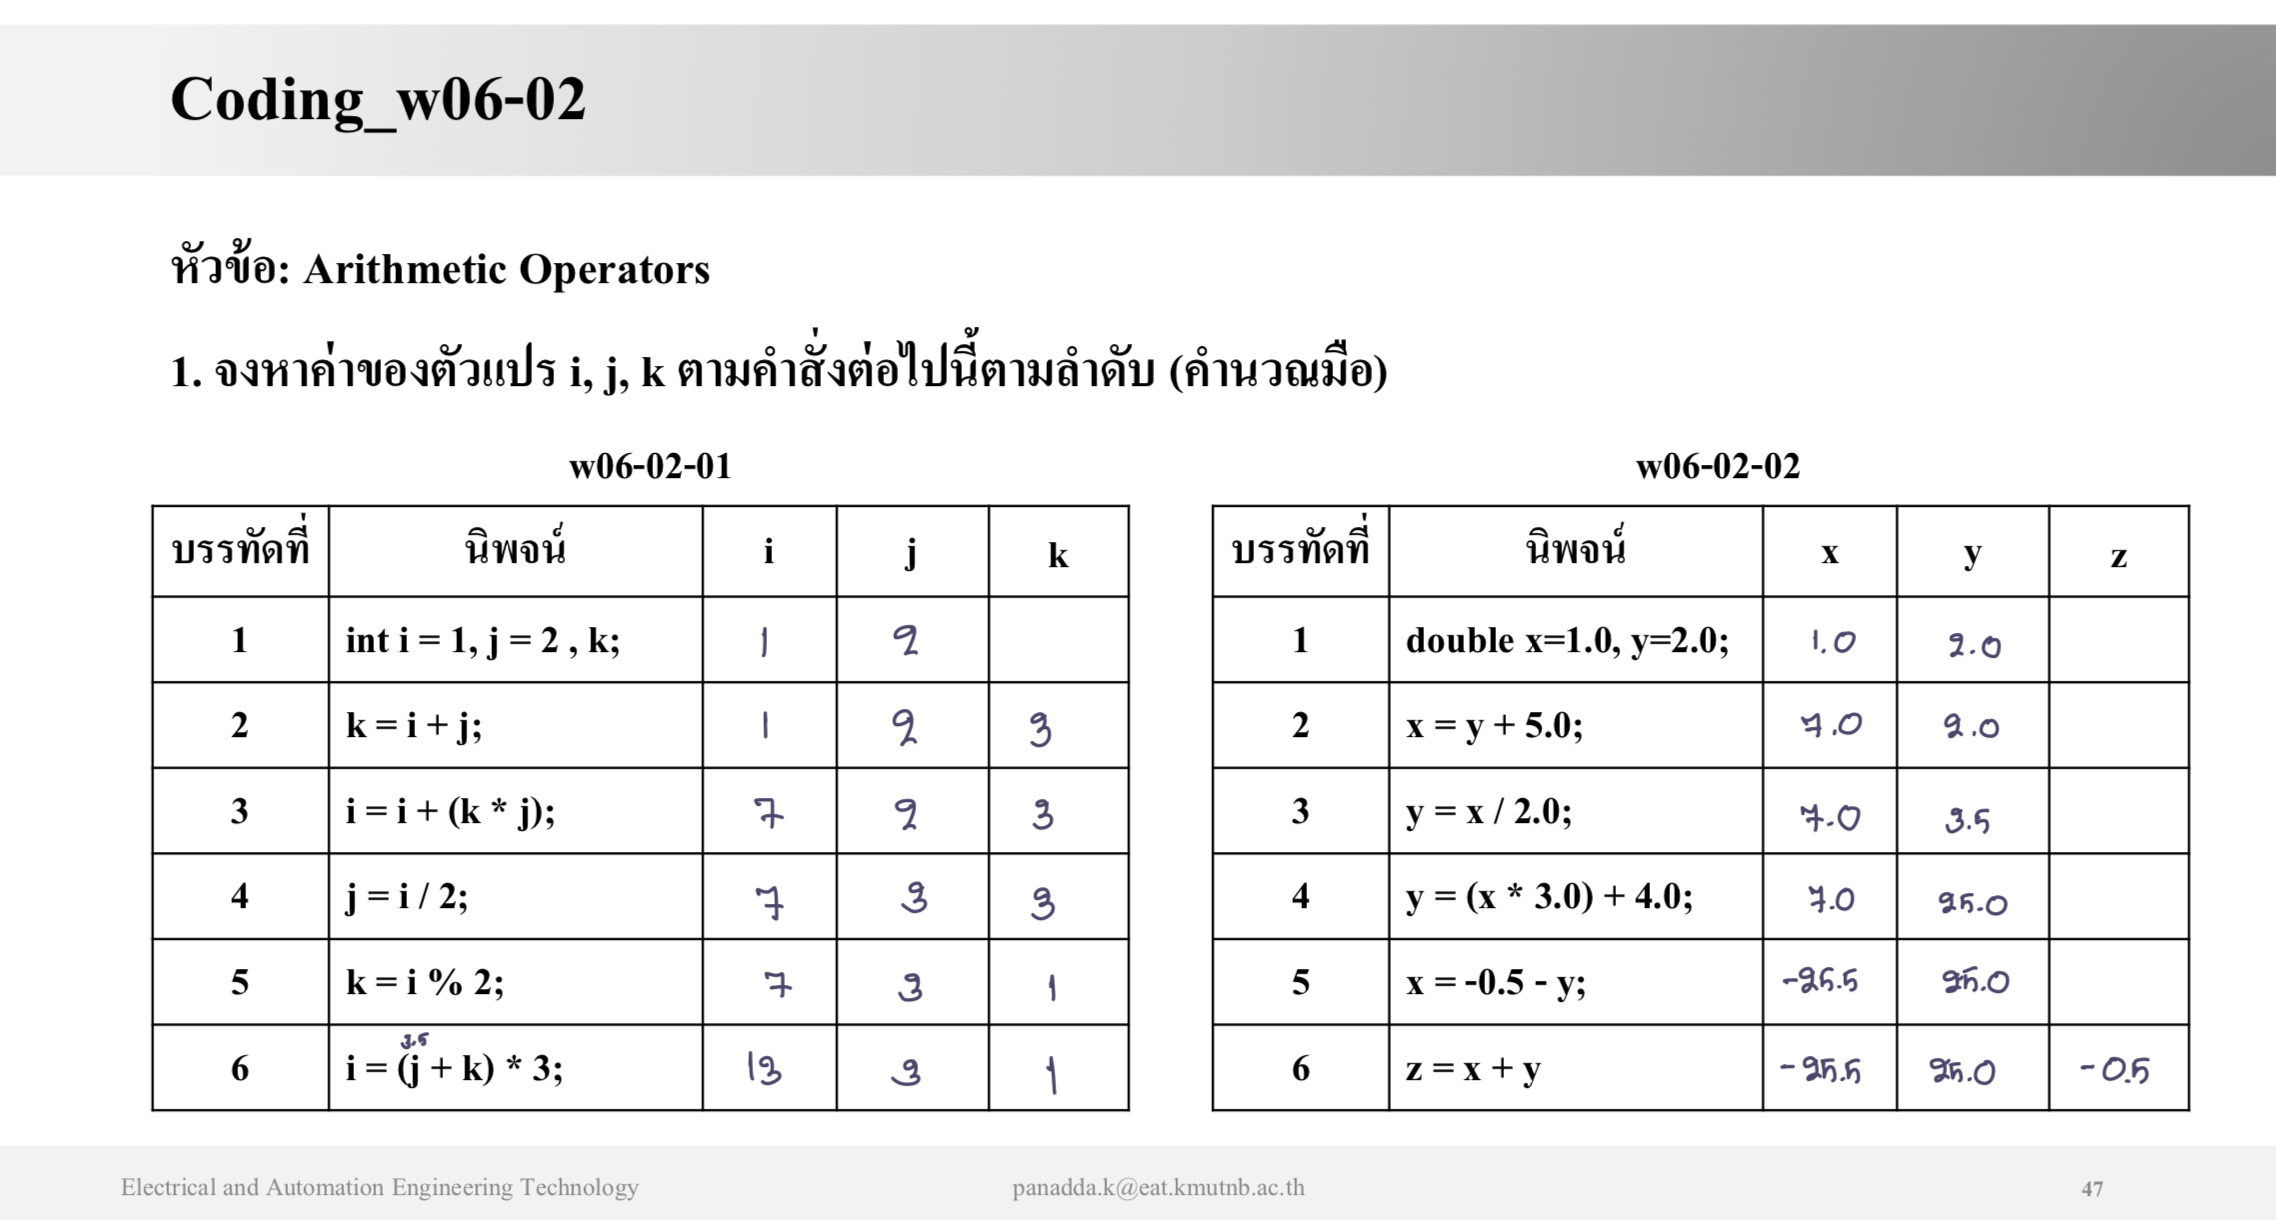 Coding_w06-02
หัวข้อ: Arithmetic Operators
1. จงหาค่าของตัวแปร i, j, k ตามคำสั่งต่อไปนี้ตามลำดับ (คำนวณมือ)
w06-02-01
บรรทัดที่ นิพจน์ i j k
1 int i = 1, j = 2 , k; 1 2
2 k = i + j; 1 2 3
3 i = i + (k * j); 7 2 3
4 j = i / 2; 7 3 3
5 k = i % 2; 7 3 1
3.5
6 i = (j + k) * 3; 13 3 1
w06-02-02
บรรทัดที่ นิพจน์ x y z
1 double x=1.0, y=2.0; 1.0 2.0
2 x = y + 5.0; 7.0 2.0
3 y = x / 2.0; 7.0 3.5
4 y = (x * 3.0) + 4.0; 7.0 25.0
5 x = -0.5 - y; -25.5 25.0
6 z = x + y -25.5 25.0 -0.5
Electrical and Automation Engineering Technology panadda.k@eat.kmutnb.ac.th 47